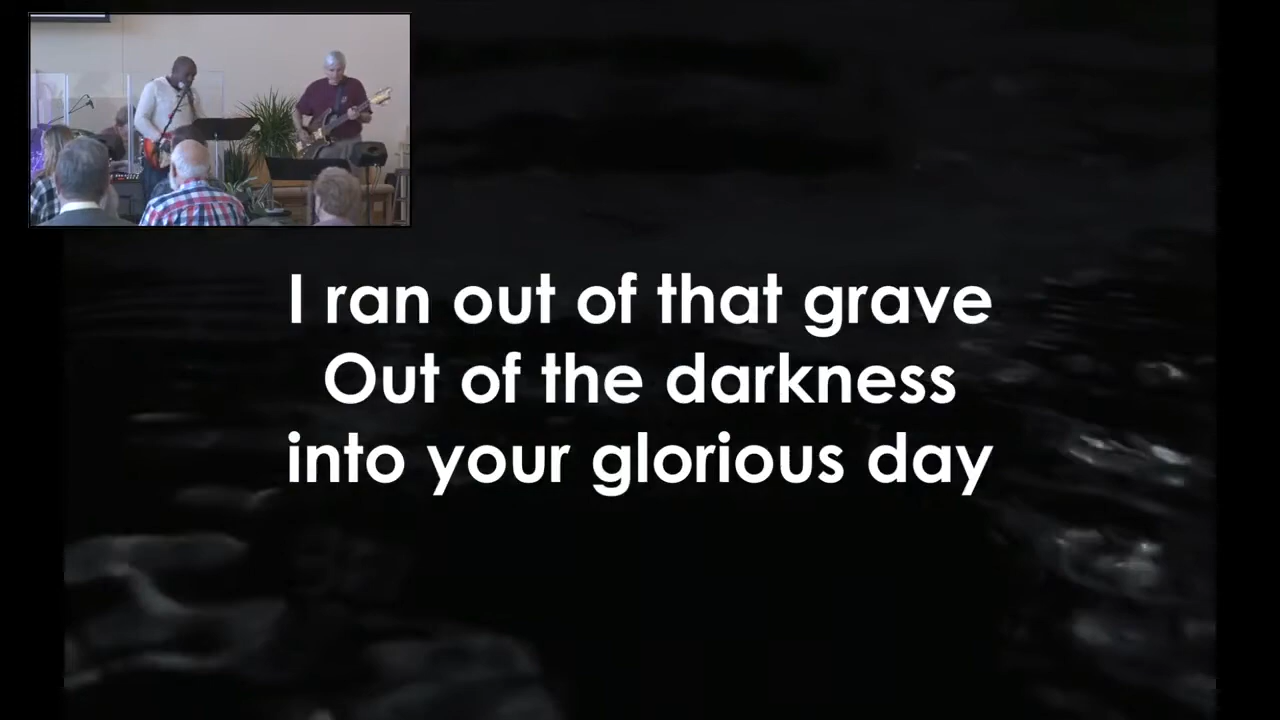 I ran out of that grave
Out of the darkness
into your glorious day